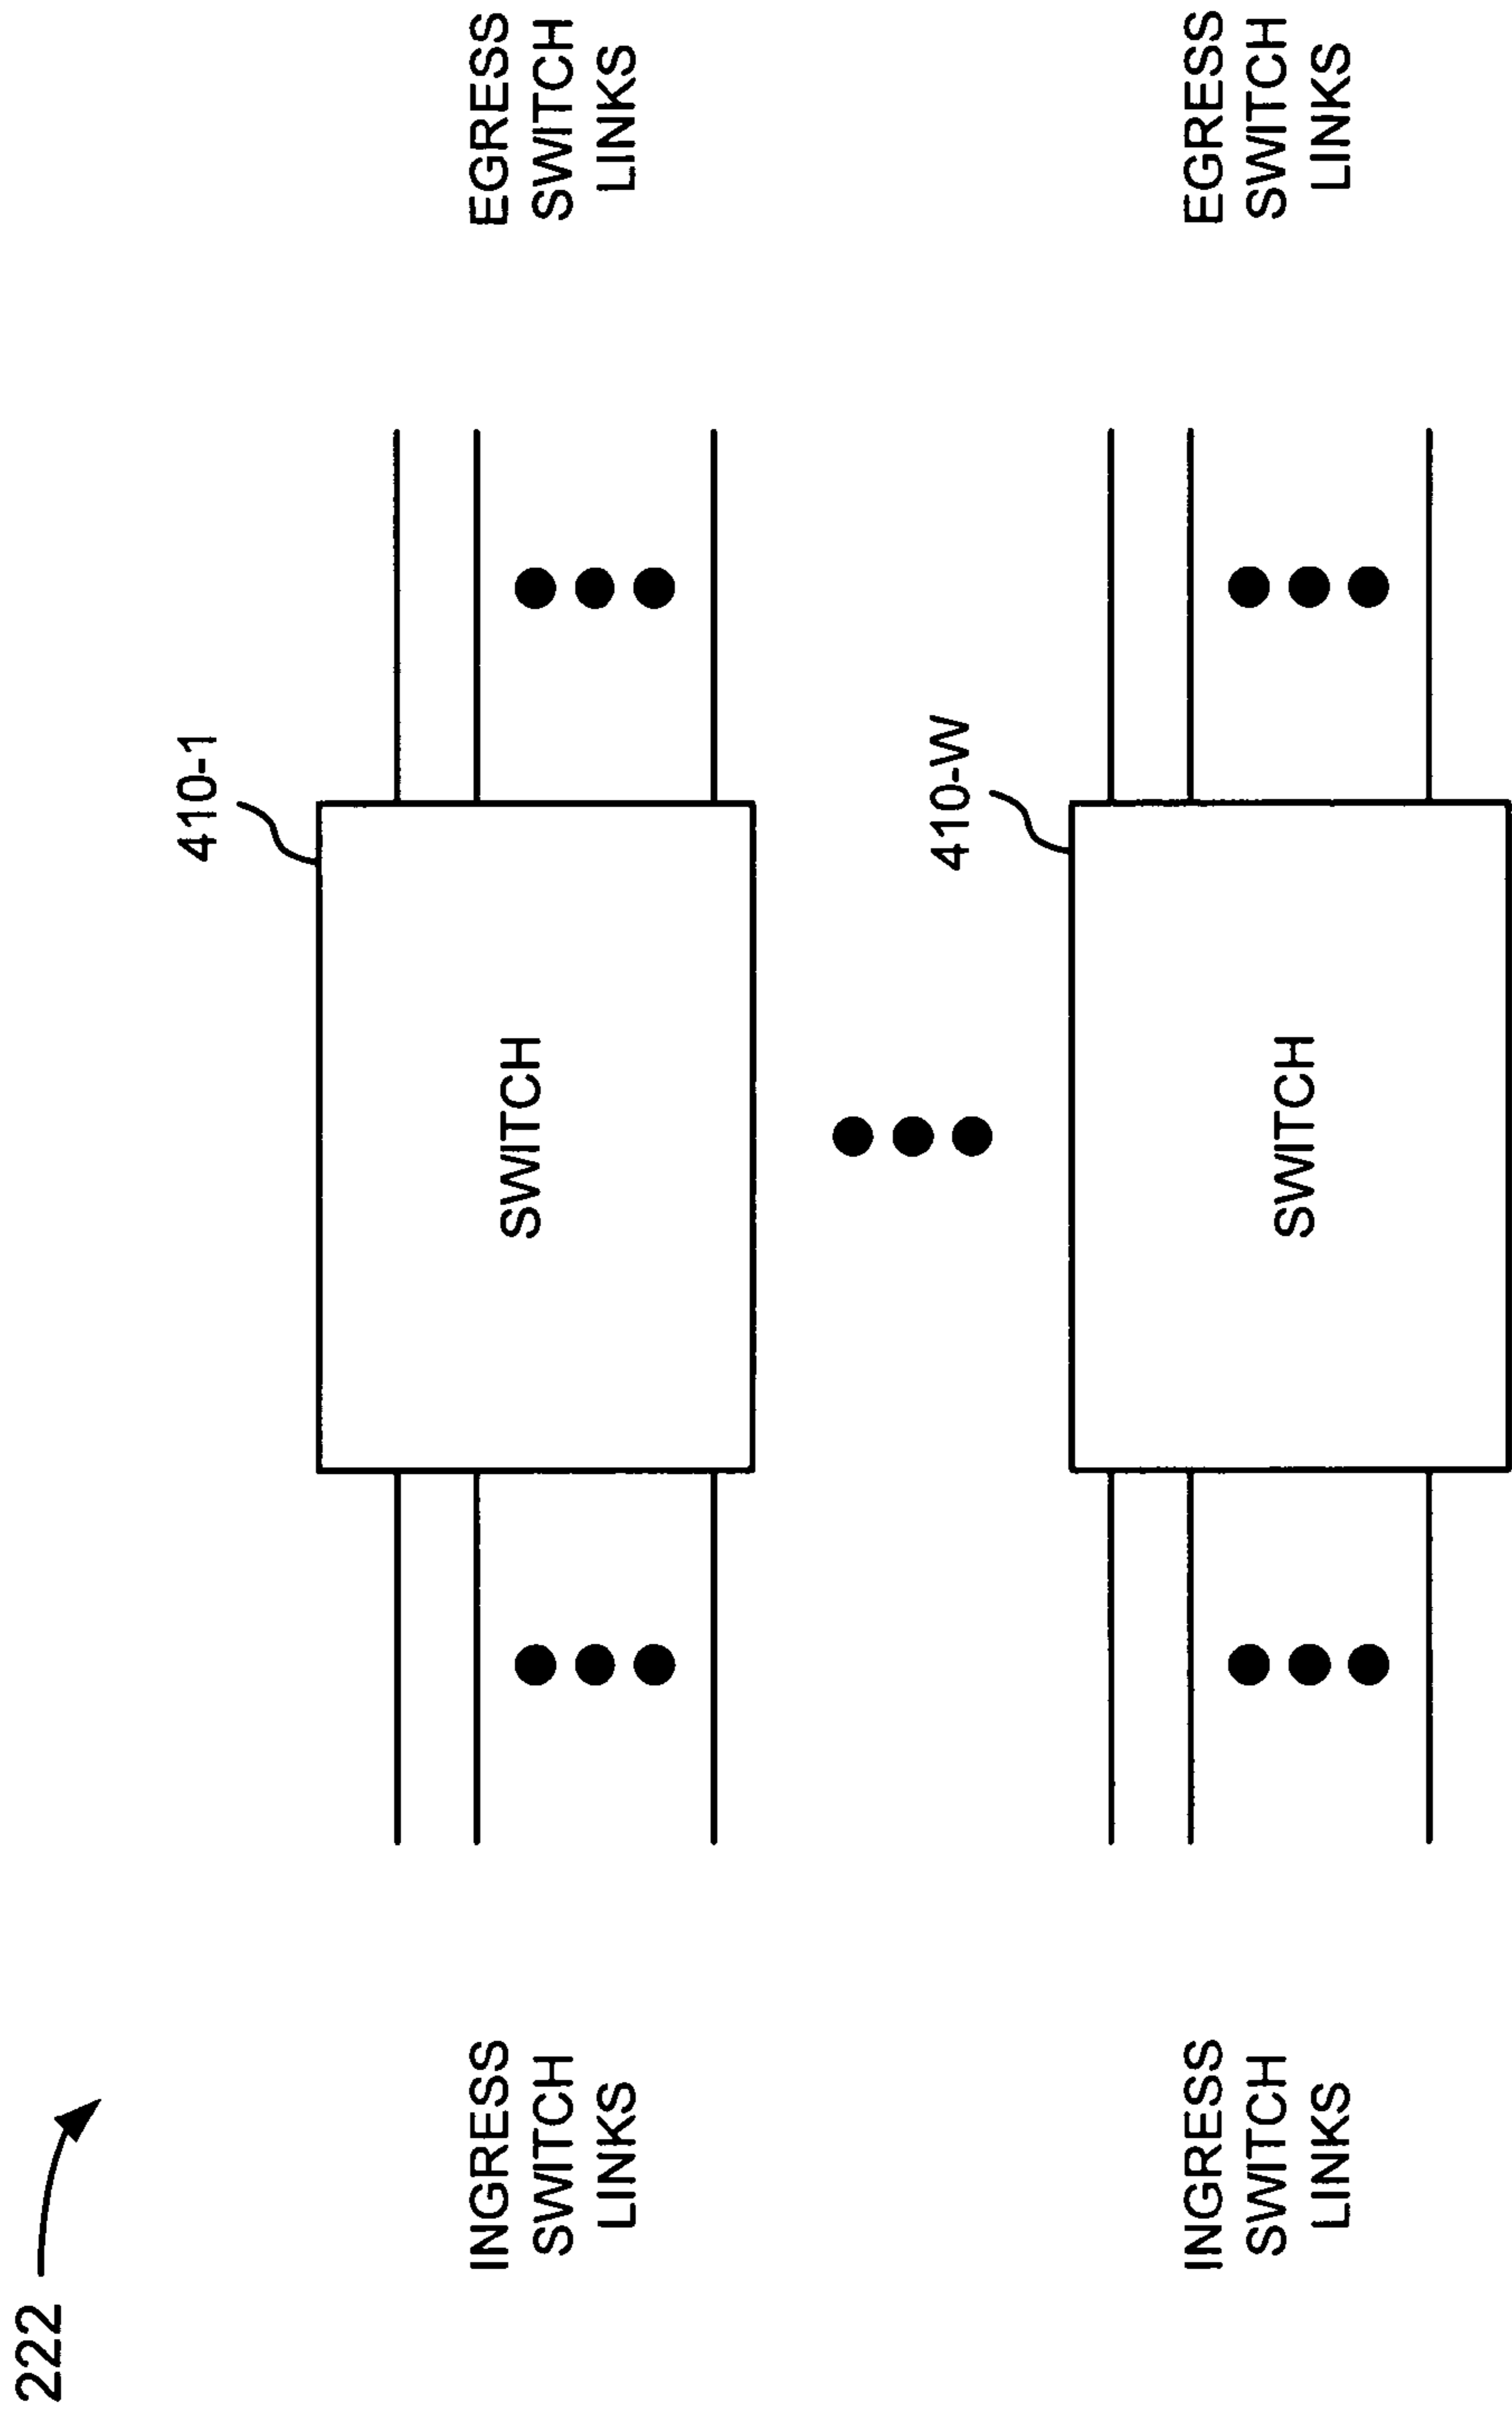 222
410-1
INGRESS
SWITCH
LINKS
SWITCH
EGRESS
SWITCH
LINKS
410-W
INGRESS
SWITCH
LINKS
SWITCH
EGRESS
SWITCH
LINKS